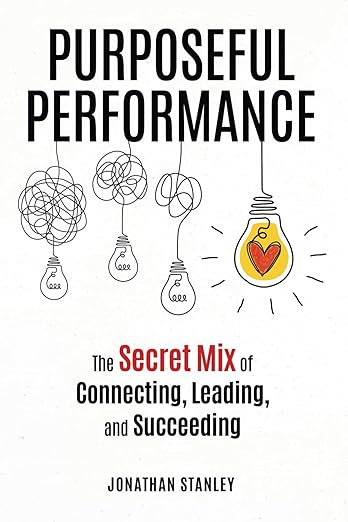 PURPOSEFUL
PERFORMANCE
The Secret Mix of
Connecting, Leading,
and Succeeding
JONATHAN STANLEY